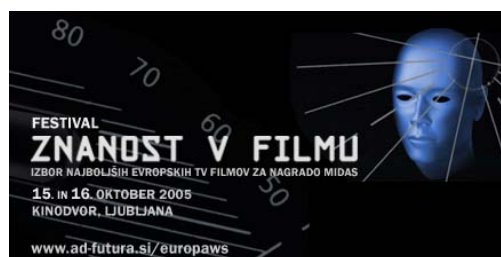 80
70
60
50
FESTIVAL
ZNANOST V FILMU
IZBOR NAJBOLJŠIH EVROPSKIH TV FILMOV ZA NAGRADO MIDAS
15. IN 16. OKTOBER 2005
KINODVOR, LJUBLJANA
www.ad-futura.si/europaws